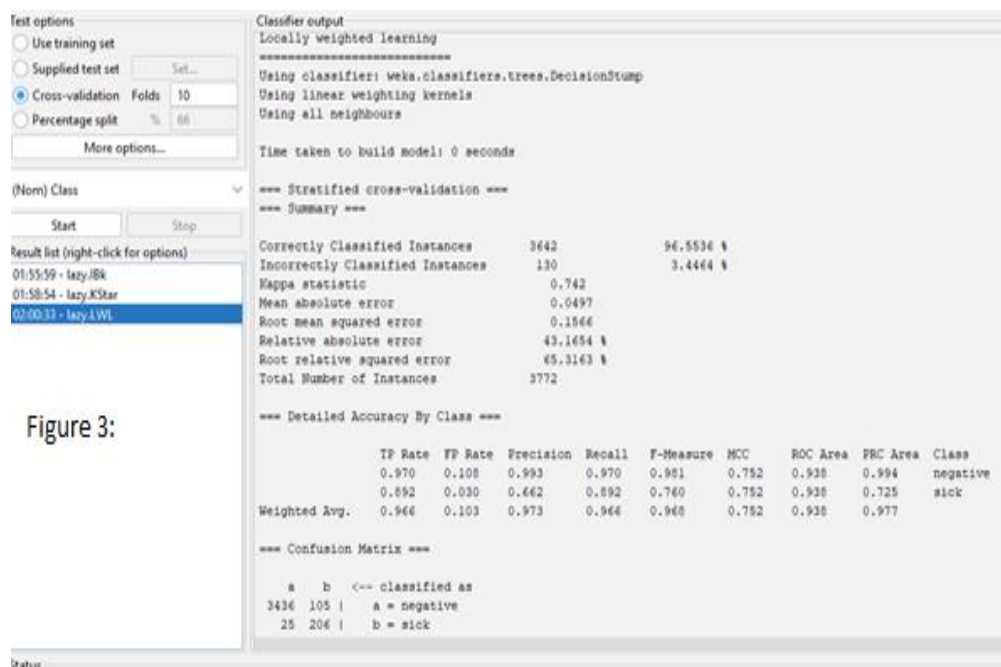 Test options
Use training set
Supplied test set Set...
Cross-validation Folds 10
Percentage split % 66
More options...
(Nom) Class
Start Stop
Result list (right-click for options)
01:55:59 - lazy.IBk
01:58:54 - lazy.KStar
02:00:33 - lazy.LWL
Figure 3:
Status
Classifier output
Locally weighted learning
===========================
Using classifier: weka.classifiers.trees.DecisionStump
Using linear weighting kernels
Using all neighbours
Time taken to build model: 0 seconds
=== Stratified cross-validation ===
=== Summary ===
Correctly Classified Instances 3642 96.5536 %
Incorrectly Classified Instances 130 3.4464 %
Kappa statistic 0.742
Mean absolute error 0.0497
Root mean squared error 0.1566
Relative absolute error 43.1654 %
Root relative squared error 65.3163 %
Total Number of Instances 3772
=== Detailed Accuracy By Class ===
TP Rate FP Rate Precision Recall F-Measure MCC ROC Area PRC Area Class
0.970 0.108 0.993 0.970 0.981 0.752 0.938 0.994 negative
0.892 0.030 0.662 0.892 0.760 0.752 0.938 0.725 sick
Weighted Avg. 0.966 0.103 0.973 0.966 0.968 0.752 0.938 0.977
=== Confusion Matrix ===
a b <-- classified as
3436 105 | a = negative
25 206 | b = sick